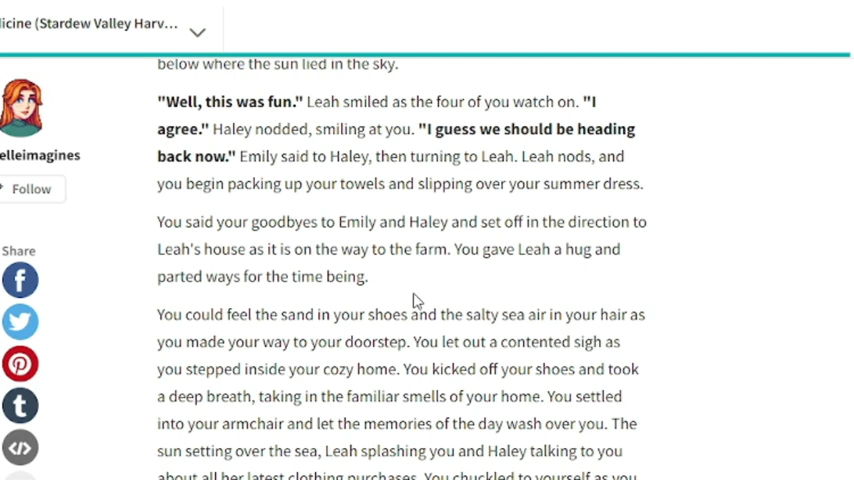 dicine (Stardew Valley Harv...
below where the sun lied in the sky.
"Well, this was fun." Leah smiled as the four of you watch on. "I
agree." Haley nodded, smiling at you. "I guess we should be heading
back now." Emily said to Haley, then turning to Leah. Leah nods, and
you begin packing up your towels and slipping over your summer dress.
elleimagines
Follow
You said your goodbyes to Emily and Haley and set off in the direction to
Leah's house as it is on the way to the farm. You gave Leah a hug and
parted ways for the time being.
Share
You could feel the sand in your shoes and the salty sea air in your hair as
you made your way to your doorstep. You let out a contented sigh as
you stepped inside your cozy home. You kicked off your shoes and took
a deep breath, taking in the familiar smells of your home. You settled
into your armchair and let the memories of the day wash over you. The
sun setting over the sea, Leah splashing you and Haley talking to you
about all her latest clothing purchases. You chuckled to yourself as you